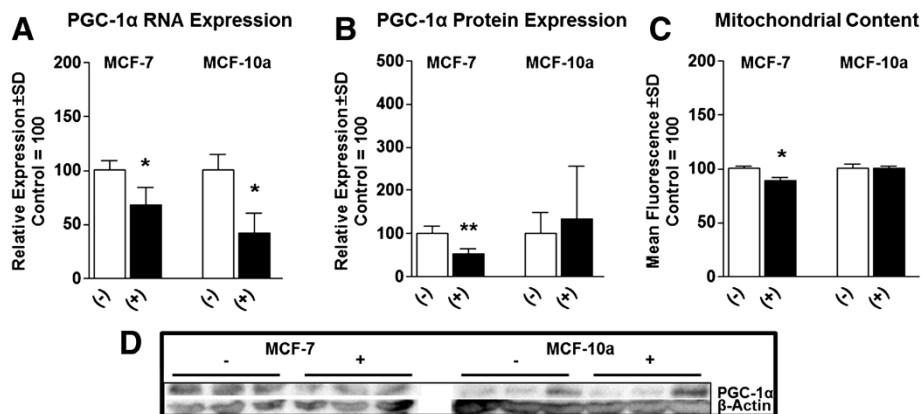 A PGC-1α RNA Expression
MCF-7 MCF-10a
Relative Expression±SD
Control = 100
200
150
100
50
0
*
*
(-) (+) (-) (+)
B PGC-1α Protein Expression
MCF-7 MCF-10a
Relative Expression±SD
Control = 100
500
400
300
200
100
0
**
(-) (+) (-) (+)
C Mitochondrial Content
MCF-7 MCF-10a
Mean Fluorescence±SD
Control = 100
200
150
100
50
0
*
(-) (+) (-) (+)
D MCF-7 MCF-10a
- + - +
PGC-1α
β-Actin